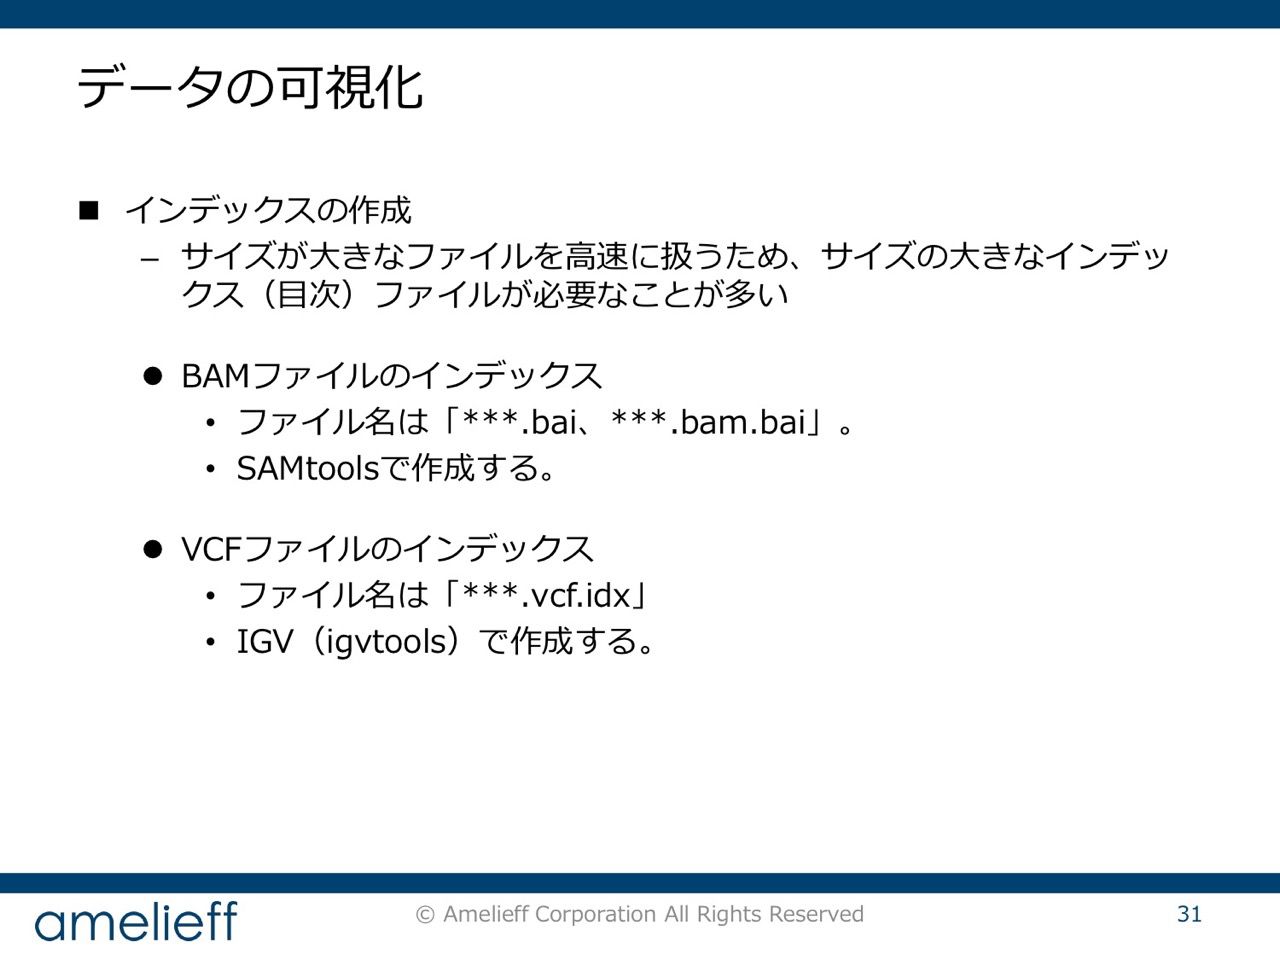 データの可視化
■ インデックスの作成
– サイズが大きなファイルを高速に扱うため、サイズの大きなインデッ
クス（目次）ファイルが必要なことが多い
● BAMファイルのインデックス
• ファイル名は「***.bai、***.bam.bai」。
• SAMtoolsで作成する。
● VCFファイルのインデックス
• ファイル名は「***.vcf.idx」
• IGV（igvtools）で作成する。
amelieff
© Amelieff Corporation All Rights Reserved
31